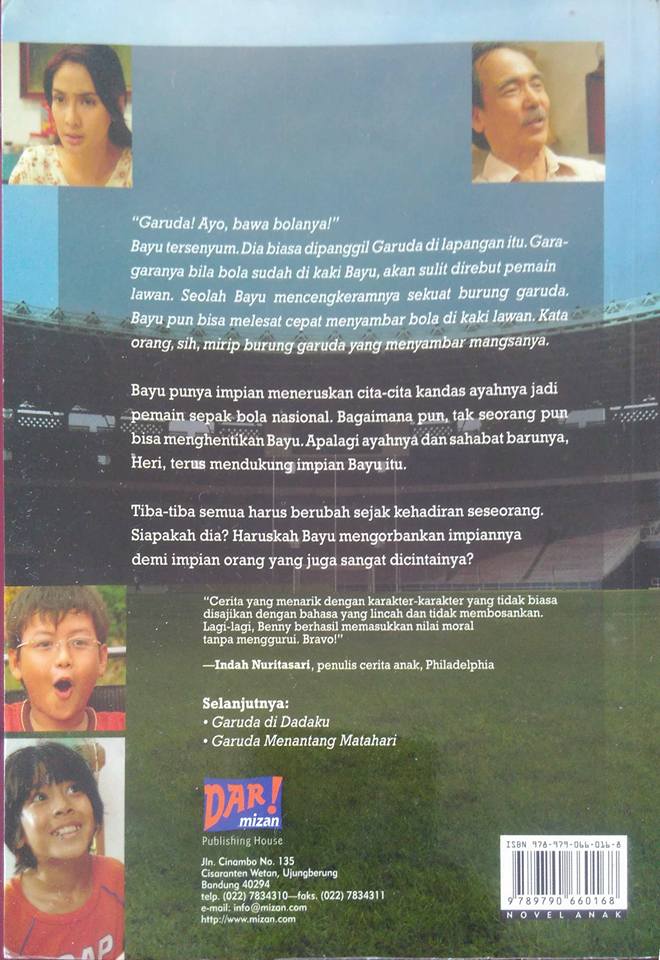 “Garuda! Ayo, bawa bolanya!”
Bayu tersenyum. Dia biasa dipanggil Garuda di lapangan itu. Gara-
garanya bila bola sudah di kaki Bayu, akan sulit direbut pemain
lawan. Seolah Bayu mencengkeramnya sekuat burung garuda.
Bayu pun bisa melesat cepat menyambar bola di kaki lawan. Kata
orang, sih, mirip burung garuda yang menyambar mangsanya.
Bayu punya impian meneruskan cita-cita kandas ayahnya jadi
pemain sepak bola nasional. Bagaimana pun, tak seorang pun
bisa menghentikan Bayu. Apalagi ayahnya dan sahabat barunya,
Heri, terus mendukung impian Bayu itu.
Tiba-tiba semua harus berubah sejak kehadiran seseorang.
Siapakah dia? Haruskah Bayu mengorbankan impiannya
demi impian orang yang juga sangat dicintainya?
“Cerita yang menarik dengan karakter-karakter yang tidak biasa
disajikan dengan bahasa yang lincah dan tidak membosankan.
Lagi-lagi, Benny berhasil memasukkan nilai moral
tanpa menggurui. Bravo!”
—Indah Nuritasari, penulis cerita anak, Philadelphia
Selanjutnya:
• Garuda di Dadaku
• Garuda Menantang Matahari
DAR!
mizan
Publishing House
Jln. Cinambo No. 135
Cisaranten Wetan, Ujungberung
Bandung 40294
telp. (022) 7834310—faks. (022) 7834311
e-mail: info@mizan.com
http://www.mizan.com
ISBN 978-979-066-016-8
9 789790 660168
NOVEL ANAK